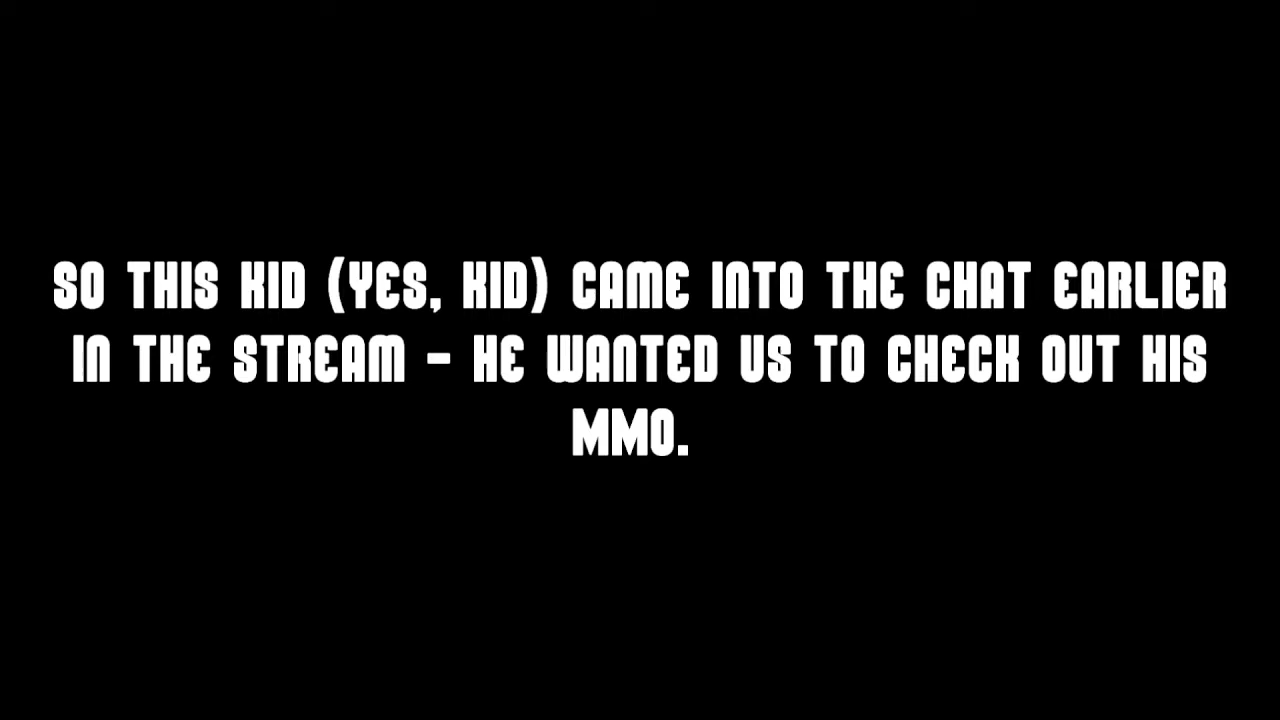 SO THIS KID (YES, KID) CAME INTO THE CHAT EARLIER
IN THE STREAM - HE WANTED US TO CHECK OUT HIS
MMO.